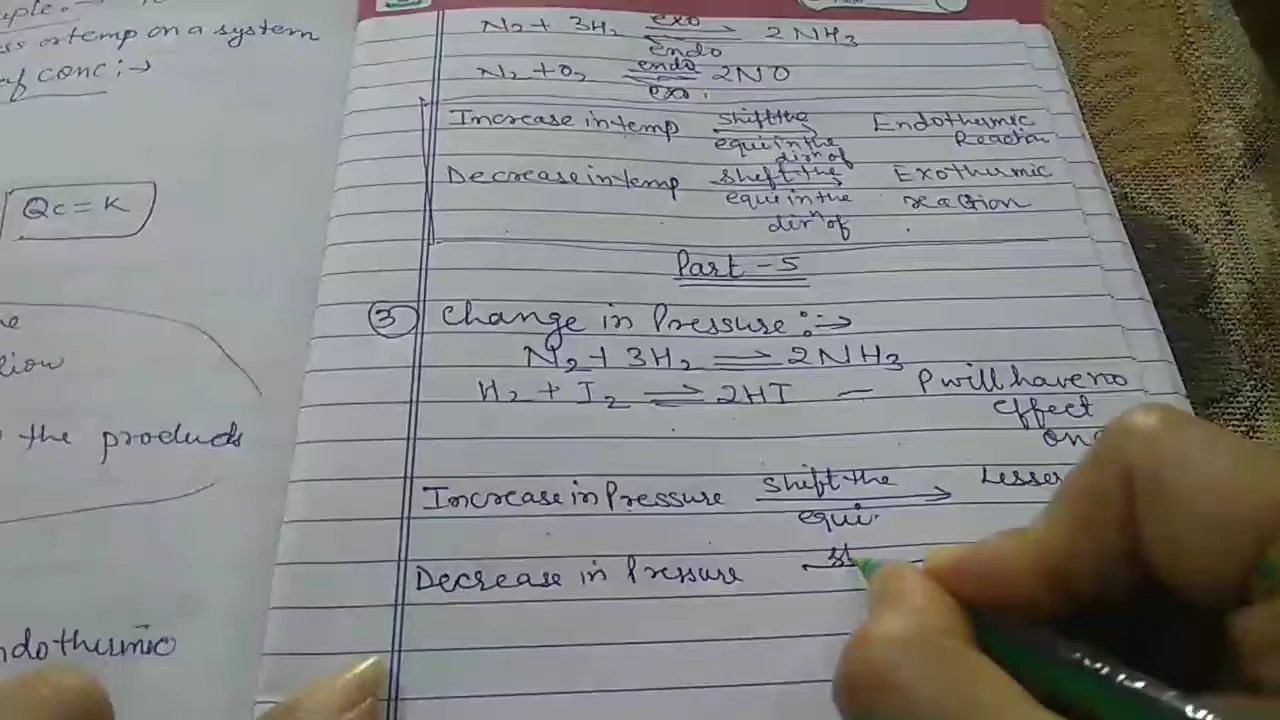 ss or temp on a system
of conc :→
Qc = K
the products
ndothermic
N2 + 3H2 exo 2NH3
endo
N2 + O2 endo 2NO
exo.
Increase in temp shift the Endothermic
equi in the Reaction
dirn of
Decrease in temp shift the Exothermic
equi in the reaction
dirn of
Part - 5
③ Change in Pressure :→
N2 + 3H2 ⇌ 2NH3
H2 + I2 ⇌ 2HI — P will have no
effect
on
Increase in Pressure shift the Lesser
equi.
Decrease in Pressure